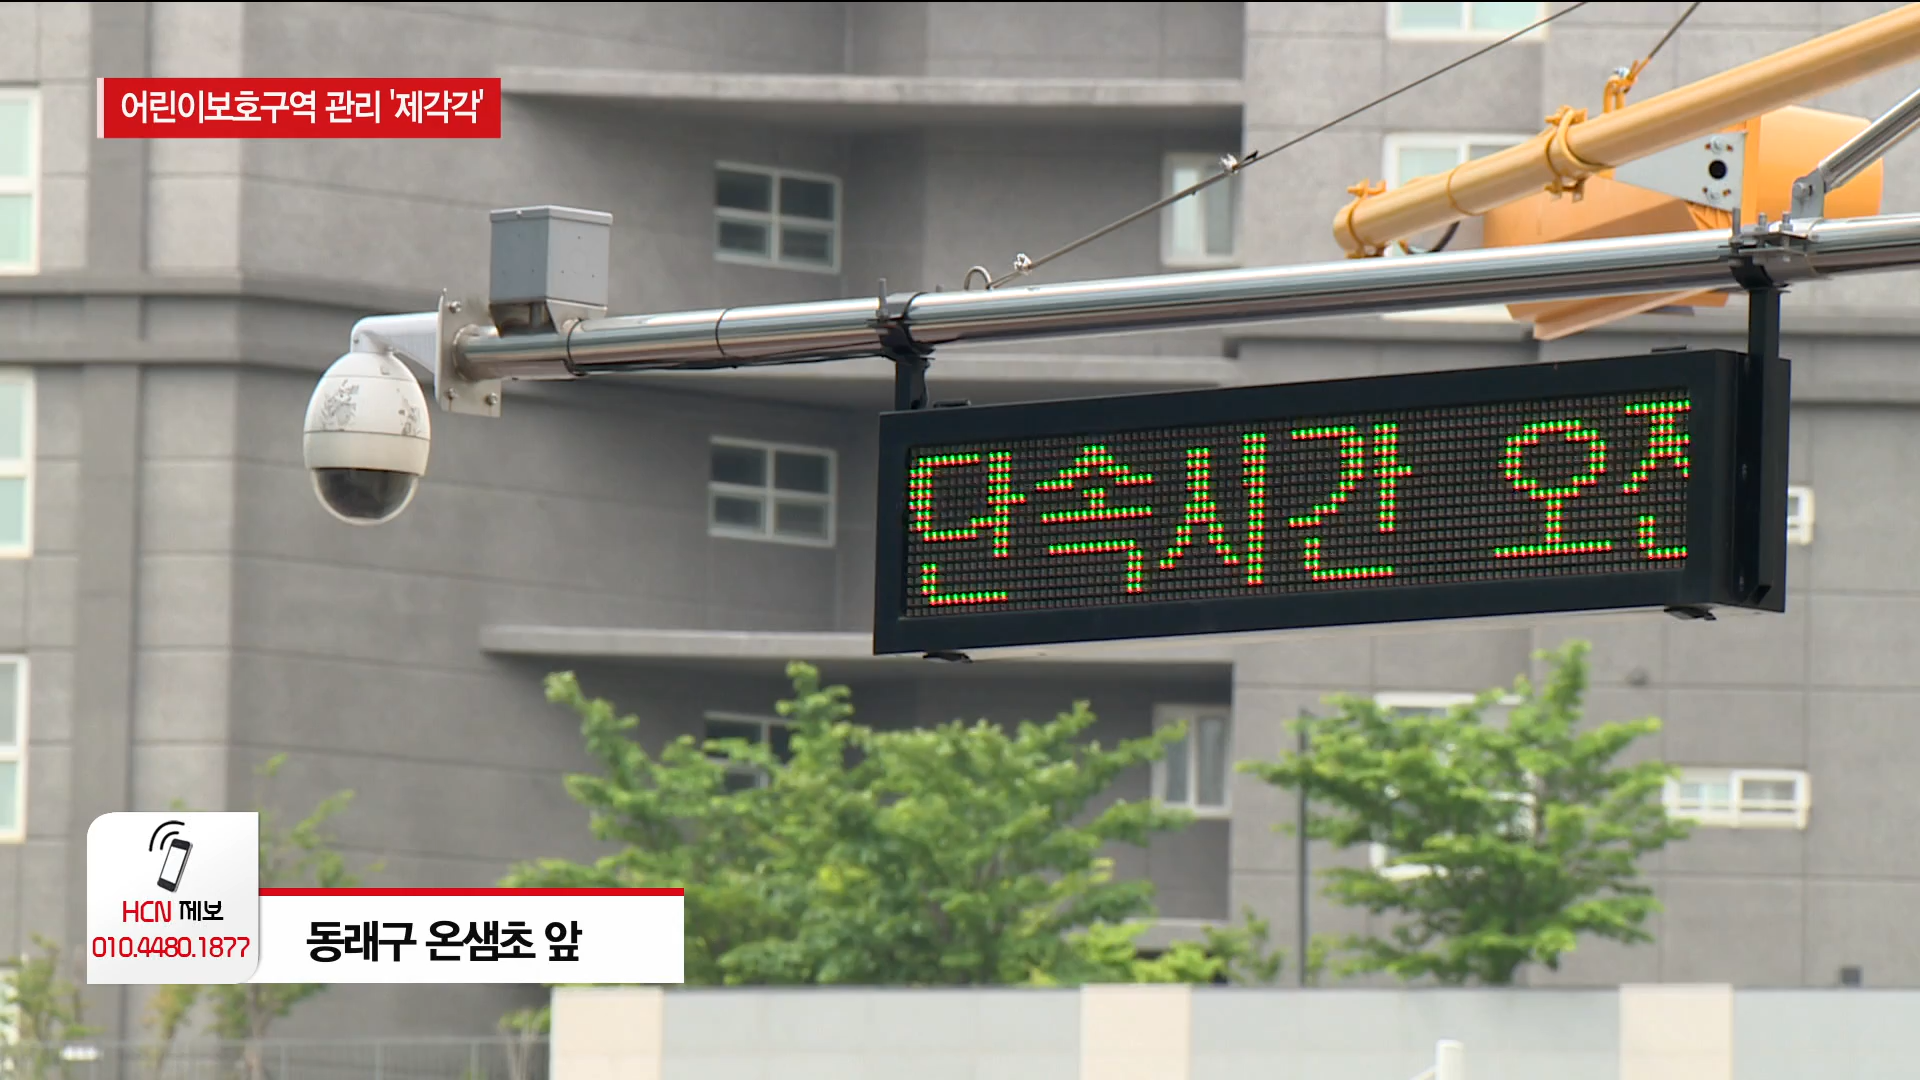 어린이보호구역 관리 '제각각'
단속시간 오전
HCN 제보
010.4480.1877
동래구 온샘초 앞